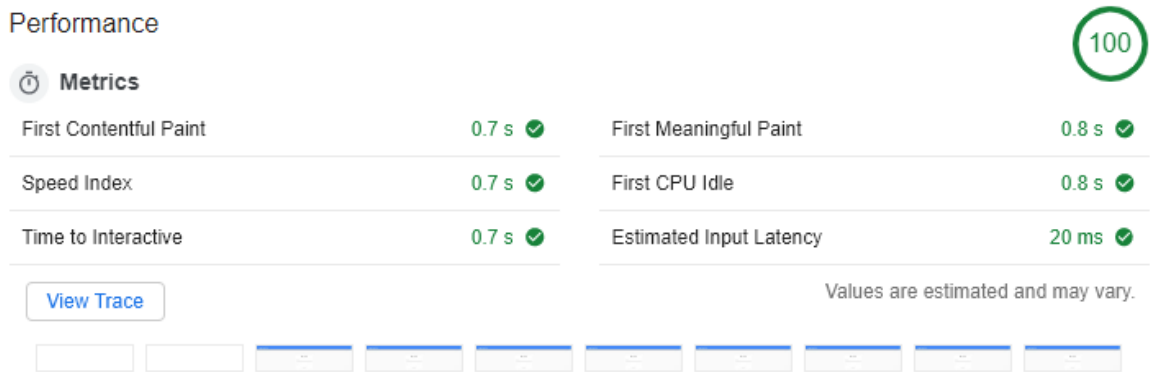 Performance
100
Metrics
First Contentful Paint 0.7 s
First Meaningful Paint 0.8 s
Speed Index 0.7 s
First CPU Idle 0.8 s
Time to Interactive 0.7 s
Estimated Input Latency 20 ms
View Trace
Values are estimated and may vary.